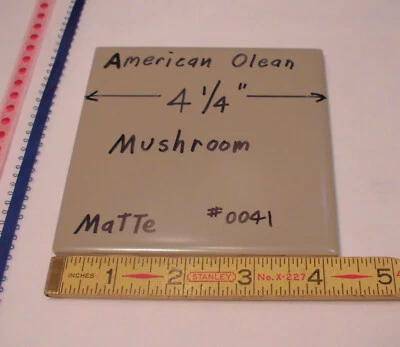 American Olean
4 1/4"
Mushroom
Matte #0041
INCHES 1 2 STANLEY 3 No. X-227 4 5